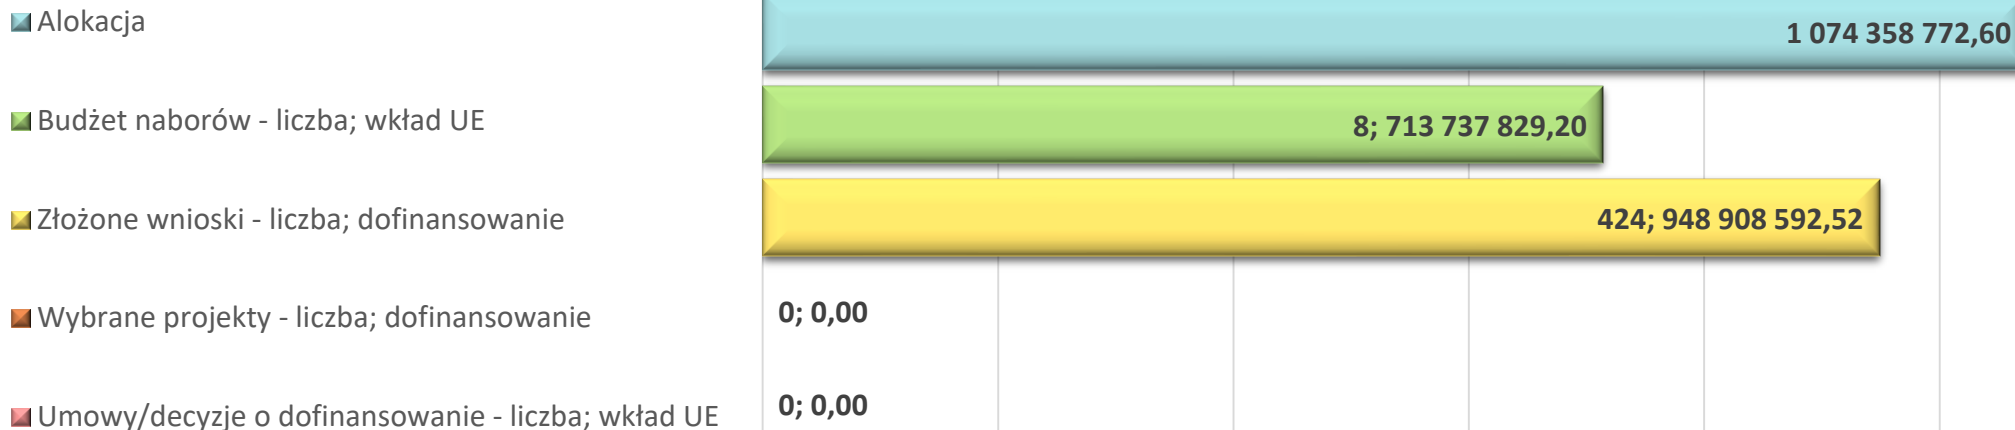 Alokacja
1 074 358 772,60
Budżet naborów - liczba; wkład UE
8; 713 737 829,20
Złożone wnioski - liczba; dofinansowanie
424; 948 908 592,52
Wybrane projekty - liczba; dofinansowanie
0; 0,00
Umowy/decyzje o dofinansowanie - liczba; wkład UE
0; 0,00